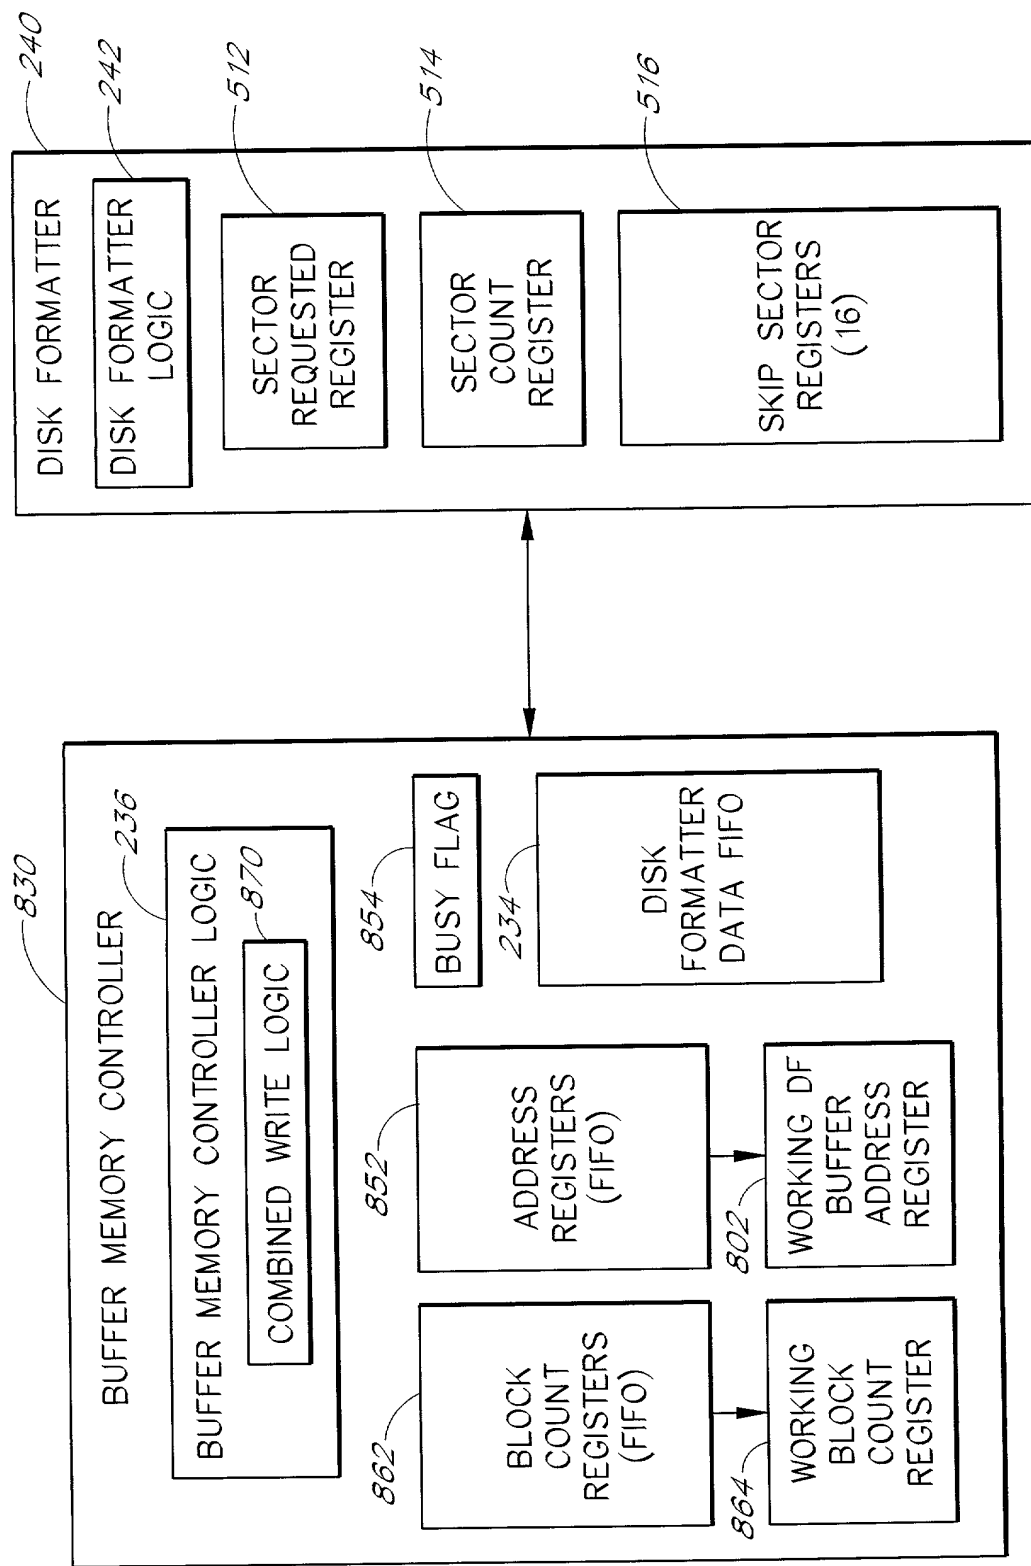 830
BUFFER MEMORY CONTROLLER
236
BUFFER MEMORY CONTROLLER LOGIC
870
COMBINED WRITE LOGIC
862
BLOCK
COUNT
REGISTERS
(FIFO)
852
ADDRESS
REGISTERS
(FIFO)
854
BUSY FLAG
234
DISK
FORMATTER
DATA FIFO
864
WORKING
BLOCK
COUNT
REGISTER
802
WORKING DF
BUFFER
ADDRESS
REGISTER
240
DISK FORMATTER
242
DISK FORMATTER
LOGIC
512
SECTOR
REQUESTED
REGISTER
514
SECTOR
COUNT
REGISTER
516
SKIP SECTOR
REGISTERS
(16)